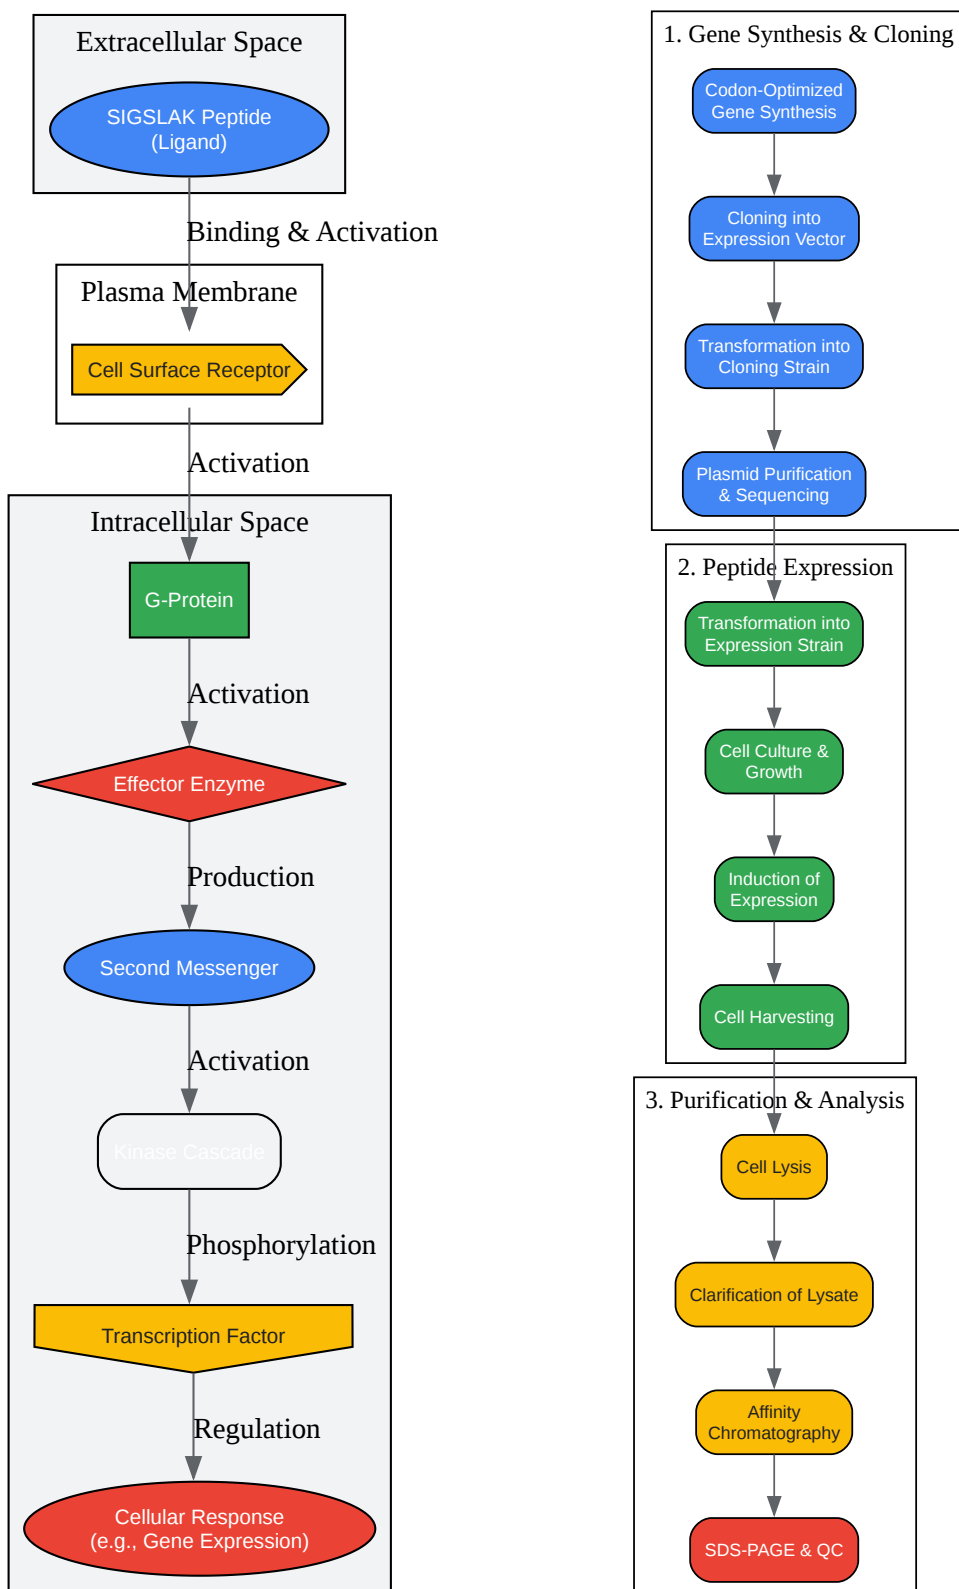 Extracellular Space
SIGSLAK Peptide
(Ligand)
Binding & Activation
Plasma Membrane
Cell Surface Receptor
Activation
Intracellular Space
G-Protein
Activation
Effector Enzyme
Production
Second Messenger
Activation
Kinase Cascade
Phosphorylation
Transcription Factor
Regulation
Cellular Response
(e.g., Gene Expression)
1. Gene Synthesis & Cloning
Codon-Optimized
Gene Synthesis
Cloning into
Expression Vector
Transformation into
Cloning Strain
Plasmid Purification
& Sequencing
2. Peptide Expression
Transformation into
Expression Strain
Cell Culture &
Growth
Induction of
Expression
Cell Harvesting
3. Purification & Analysis
Cell Lysis
Clarification of Lysate
Affinity
Chromatography
SDS-PAGE & QC